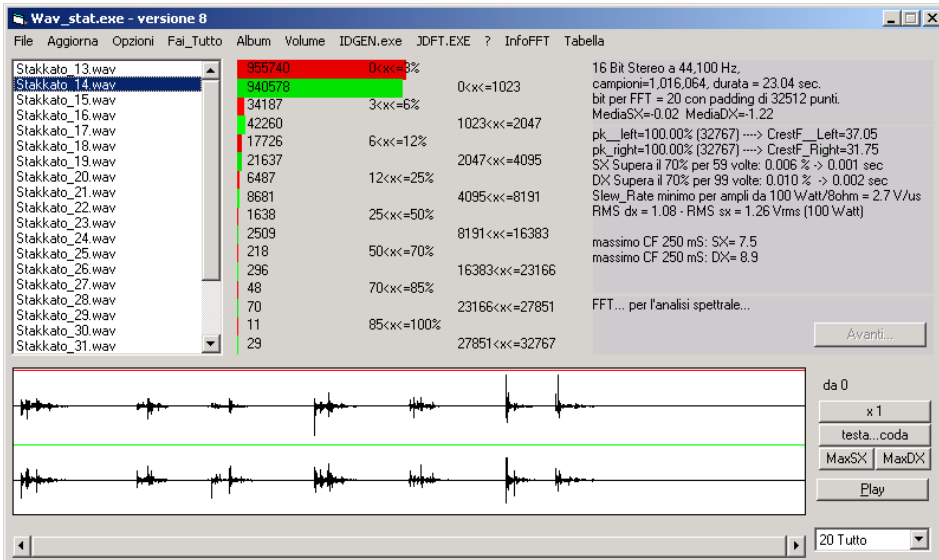 Wav_stat.exe - versione 8
File Aggiorna Opzioni Fai_Tutto Album Volume IDGEN.exe JDFT.EXE ? InfoFFT Tabella
Stakkato_13.wav
Stakkato_14.wav
Stakkato_15.wav
Stakkato_16.wav
Stakkato_17.wav
Stakkato_18.wav
Stakkato_19.wav
Stakkato_20.wav
Stakkato_21.wav
Stakkato_22.wav
Stakkato_23.wav
Stakkato_24.wav
Stakkato_25.wav
Stakkato_26.wav
Stakkato_27.wav
Stakkato_28.wav
Stakkato_29.wav
Stakkato_30.wav
Stakkato_31.wav
955740 0<x<=3%
940578 0<x<=1023
34187 3<x<=6%
42260 1023<x<=2047
17726 6<x<=12%
21637 2047<x<=4095
6487 12<x<=25%
8681 4095<x<=8191
1638 25<x<=50%
2509 8191<x<=16383
218 50<x<=70%
296 16383<x<=23166
48 70<x<=85%
70 23166<x<=27851
11 85<x<=100%
29 27851<x<=32767
16 Bit Stereo a 44,100 Hz,
campioni=1,016,064, durata = 23.04 sec.
bit per FFT = 20 con padding di 32512 punti.
MediaSX=-0.02 MediaDX=-1.22
pk__left=100.00% (32767) ----> CrestF__Left=37.05
pk_right=100.00% (32767) ----> CrestF_Right=31.75
SX Supera il 70% per 59 volte: 0.006 % -> 0.001 sec
DX Supera il 70% per 99 volte: 0.010 % -> 0.002 sec
Slew_Rate minimo per ampli da 100 Watt/8ohm = 2.7 V/us
RMS dx = 1.08 - RMS sx = 1.26 Vrms (100 Watt)
massimo CF 250 mS: SX= 7.5
massimo CF 250 mS: DX= 8.9
FFT... per l'analisi spettrale...
Avanti...
da 0
x 1
testa...coda
MaxSX MaxDX
Play
20 Tutto